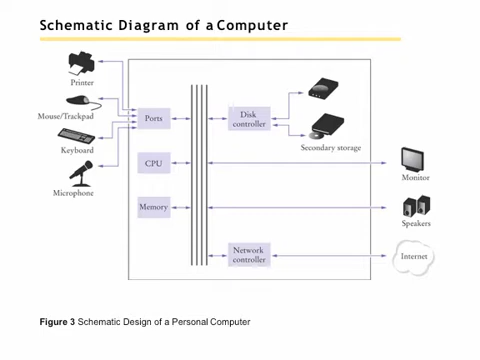 Schematic Diagram of a Computer
Printer
Mouse/Trackpad
Keyboard
Microphone
Ports
CPU
Memory
Disk
controller
Secondary storage
Network
controller
Monitor
Speakers
Internet
Figure 3 Schematic Design of a Personal Computer